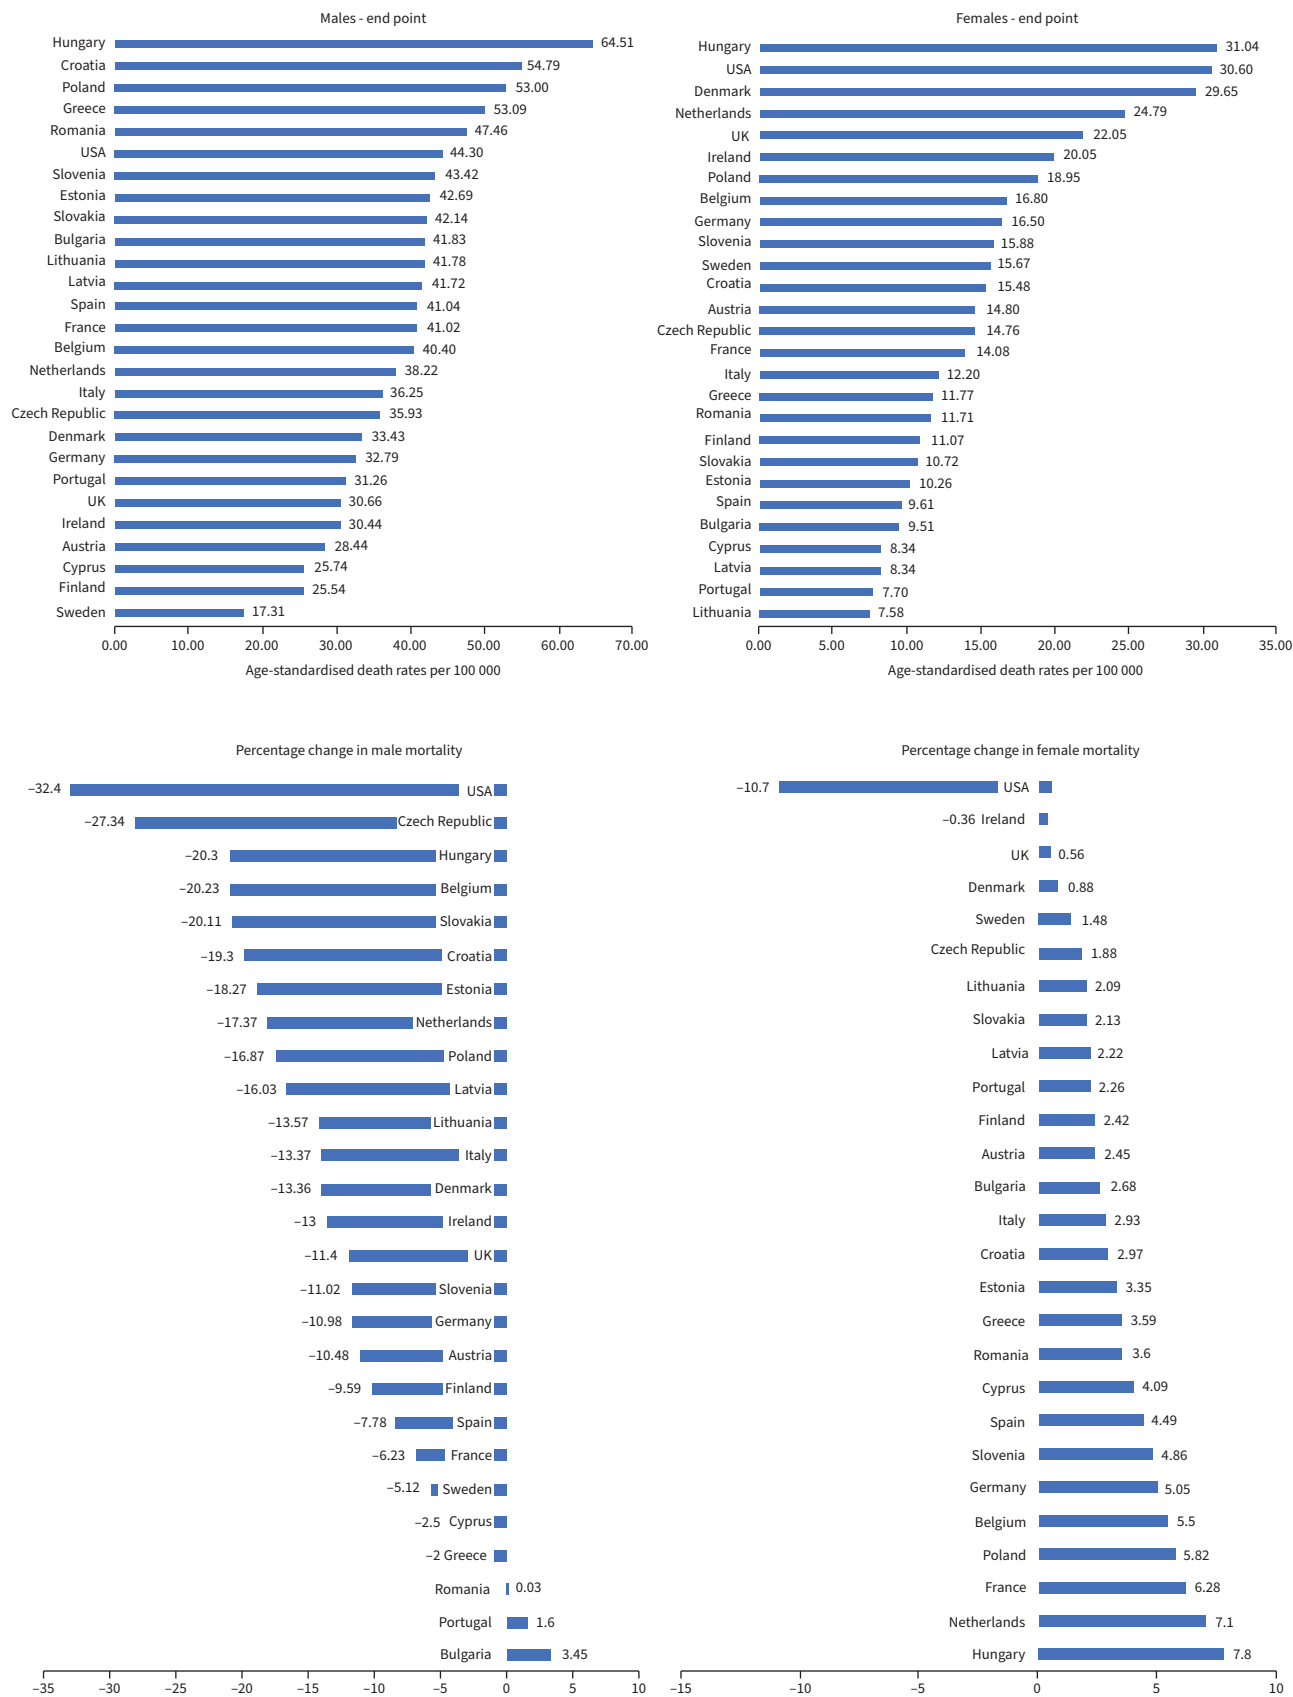 Males - end point
Hungary 64.51
Croatia 54.79
Poland 53.00
Greece 53.09
Romania 47.46
USA 44.30
Slovenia 43.42
Estonia 42.69
Slovakia 42.14
Bulgaria 41.83
Lithuania 41.78
Latvia 41.72
Spain 41.04
France 41.02
Belgium 40.40
Netherlands 38.22
Italy 36.25
Czech Republic 35.93
Denmark 33.43
Germany 32.79
Portugal 31.26
UK 30.66
Ireland 30.44
Austria 28.44
Cyprus 25.74
Finland 25.54
Sweden 17.31
0.00 10.00 20.00 30.00 40.00 50.00 60.00 70.00
Age-standardised death rates per 100 000
Females - end point
Hungary 31.04
USA 30.60
Denmark 29.65
Netherlands 24.79
UK 22.05
Ireland 20.05
Poland 18.95
Belgium 16.80
Germany 16.50
Slovenia 15.88
Sweden 15.67
Croatia 15.48
Austria 14.80
Czech Republic 14.76
France 14.08
Italy 12.20
Greece 11.77
Romania 11.71
Finland 11.07
Slovakia 10.72
Estonia 10.26
Spain 9.61
Bulgaria 9.51
Cyprus 8.34
Latvia 8.34
Portugal 7.70
Lithuania 7.58
0.00 5.00 10.00 15.00 20.00 25.00 30.00 35.00
Age-standardised death rates per 100 000
Percentage change in male mortality
–32.4 USA
–27.34 Czech Republic
–20.3 Hungary
–20.23 Belgium
–20.11 Slovakia
–19.3 Croatia
–18.27 Estonia
–17.37 Netherlands
–16.87 Poland
–16.03 Latvia
–13.57 Lithuania
–13.37 Italy
–13.36 Denmark
–13 Ireland
–11.4 UK
–11.02 Slovenia
–10.98 Germany
–10.48 Austria
–9.59 Finland
–7.78 Spain
–6.23 France
–5.12 Sweden
–2.5 Cyprus
–2 Greece
Romania 0.03
Portugal 1.6
Bulgaria 3.45
–35 –30 –25 –20 –15 –10 –5 0 5 10
Percentage change in female mortality
–10.7 USA
–0.36 Ireland
UK 0.56
Denmark 0.88
Sweden 1.48
Czech Republic 1.88
Lithuania 2.09
Slovakia 2.13
Latvia 2.22
Portugal 2.26
Finland 2.42
Austria 2.45
Bulgaria 2.68
Italy 2.93
Croatia 2.97
Estonia 3.35
Greece 3.59
Romania 3.6
Cyprus 4.09
Spain 4.49
Slovenia 4.86
Germany 5.05
Belgium 5.5
Poland 5.82
France 6.28
Netherlands 7.1
Hungary 7.8
–15 –10 –5 0 5 10